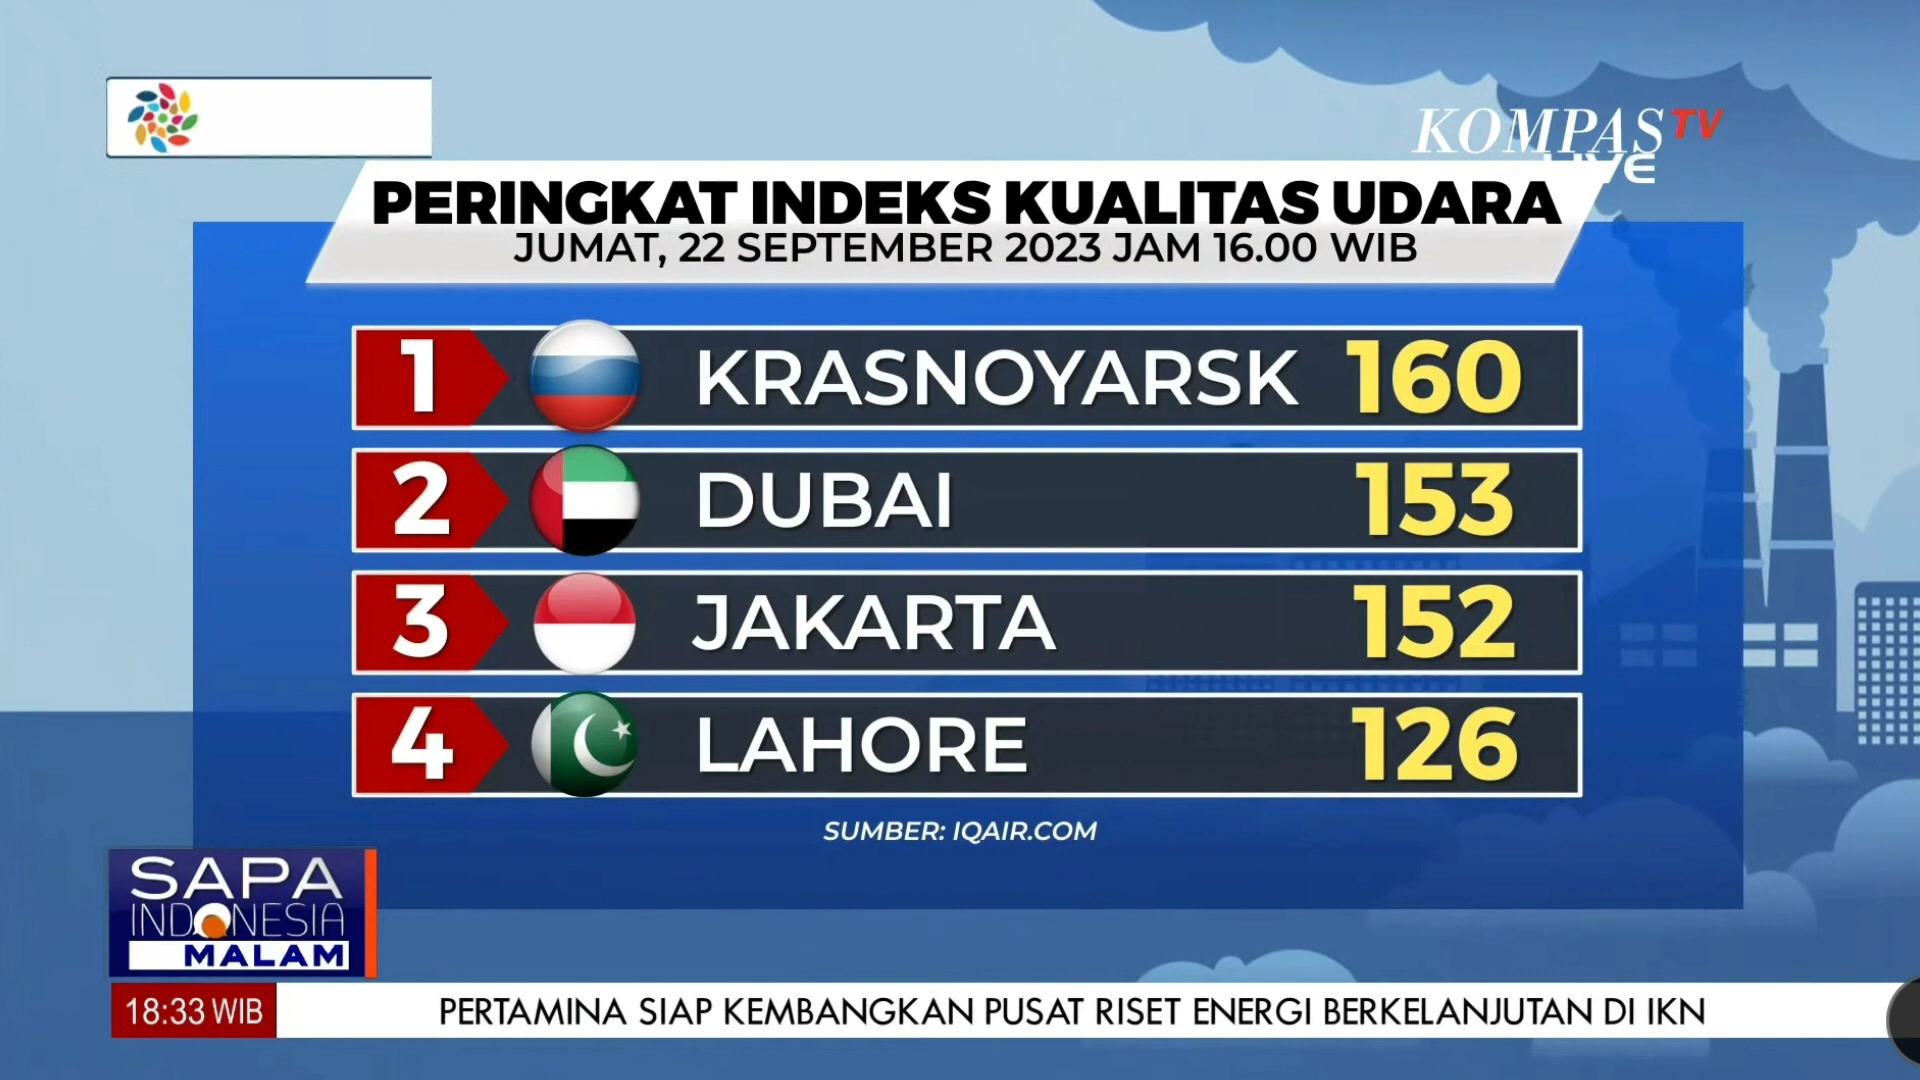 KOMPAS TV
LIVE
PERINGKAT INDEKS KUALITAS UDARA
JUMAT, 22 SEPTEMBER 2023 JAM 16.00 WIB
1 KRASNOYARSK 160
2 DUBAI 153
3 JAKARTA 152
4 LAHORE 126
SUMBER: IQAIR.COM
SAPA
INDONESIA
MALAM
18:33 WIB PERTAMINA SIAP KEMBANGKAN PUSAT RISET ENERGI BERKELANJUTAN DI IKN